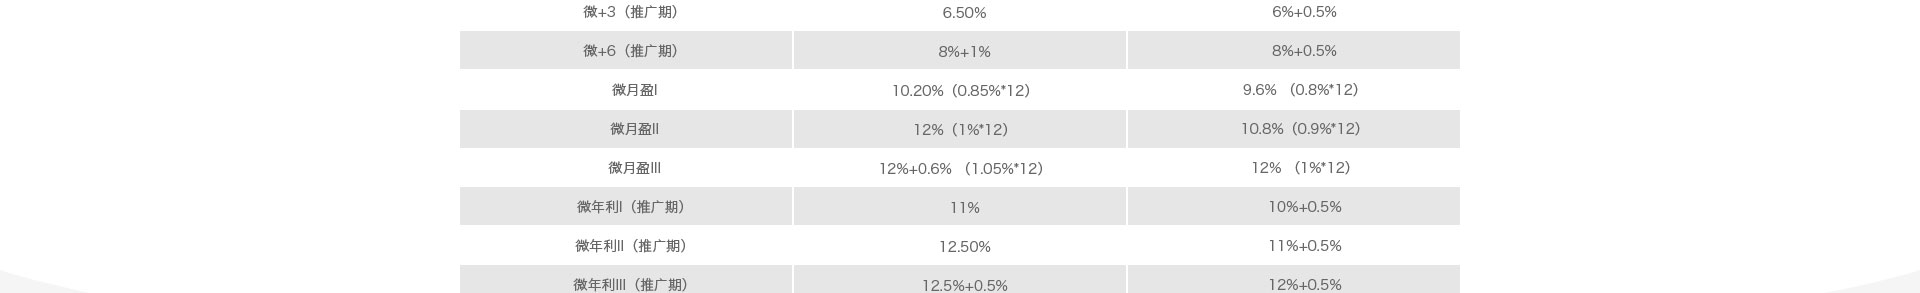 微+3（推广期） 6.50% 6%+0.5%
微+6（推广期） 8%+1% 8%+0.5%
微月盈I 10.20%（0.85%*12） 9.6% （0.8%*12）
微月盈II 12%（1%*12） 10.8%（0.9%*12）
微月盈III 12%+0.6% （1.05%*12） 12% （1%*12）
微年利I（推广期） 11% 10%+0.5%
微年利II（推广期） 12.50% 11%+0.5%
微年利III（推广期） 12.5%+0.5% 12%+0.5%